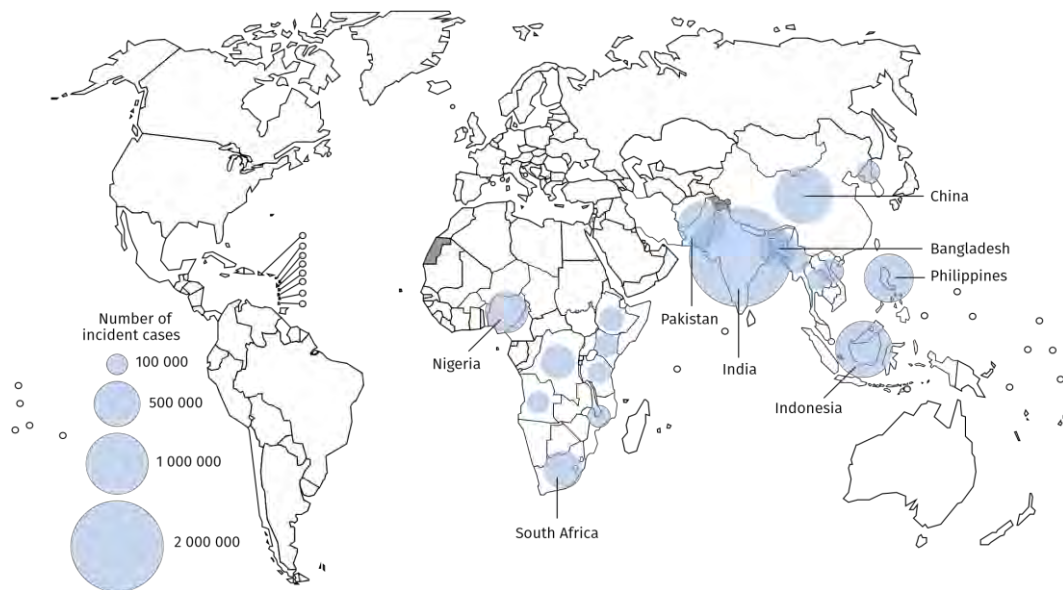 China
Bangladesh
Philippines
Pakistan
India
Nigeria
Indonesia
South Africa
Number of
incident cases
100 000
500 000
1 000 000
2 000 000